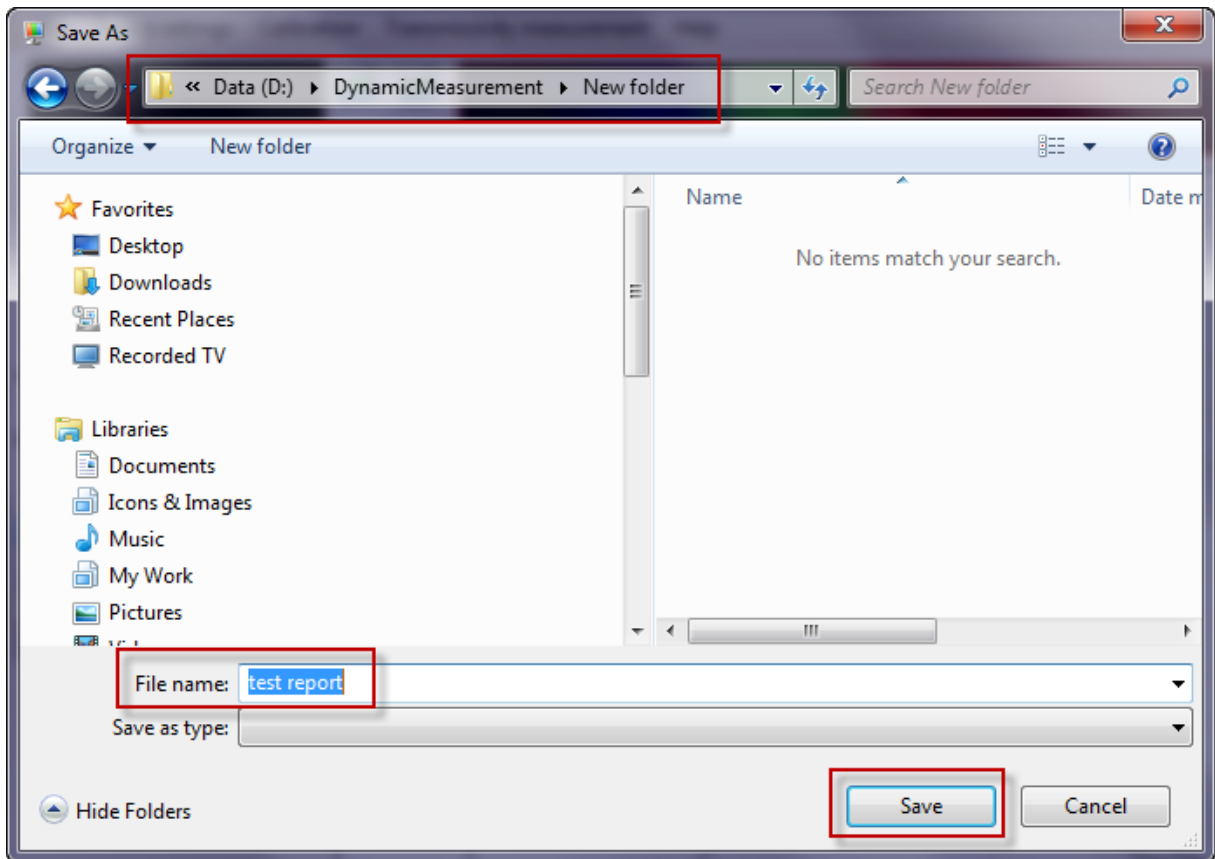 Save As
« Data (D:) ▸ DynamicMeasurement ▸ New folder
Search New folder
Organize
New folder
Favorites
Desktop
Downloads
Recent Places
Recorded TV
Libraries
Documents
Icons & Images
Music
My Work
Pictures
Name
Date m
No items match your search.
File name: test report
Save as type:
Hide Folders
Save
Cancel